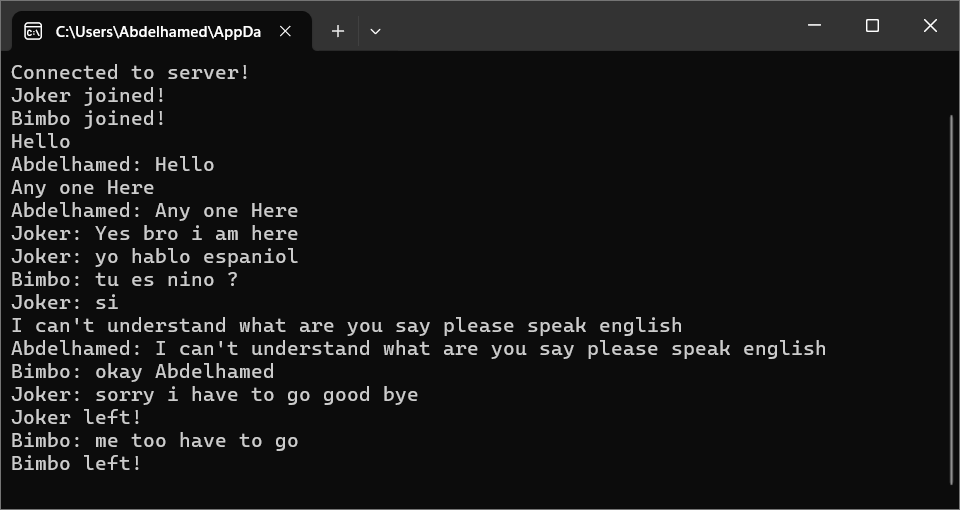 C:\Users\Abdelhamed\AppDa
Connected to server!
Joker joined!
Bimbo joined!
Hello
Abdelhamed: Hello
Any one Here
Abdelhamed: Any one Here
Joker: Yes bro i am here
Joker: yo hablo espaniol
Bimbo: tu es nino ?
Joker: si
I can't understand what are you say please speak english
Abdelhamed: I can't understand what are you say please speak english
Bimbo: okay Abdelhamed
Joker: sorry i have to go good bye
Joker left!
Bimbo: me too have to go
Bimbo left!